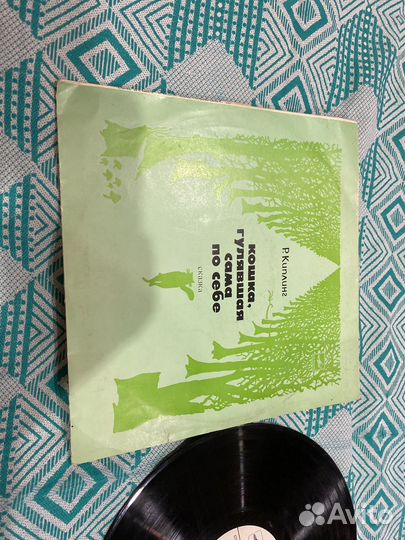 Р. Киплинг
кошка,
гулявшая
сама
по себе
сказка
Avito